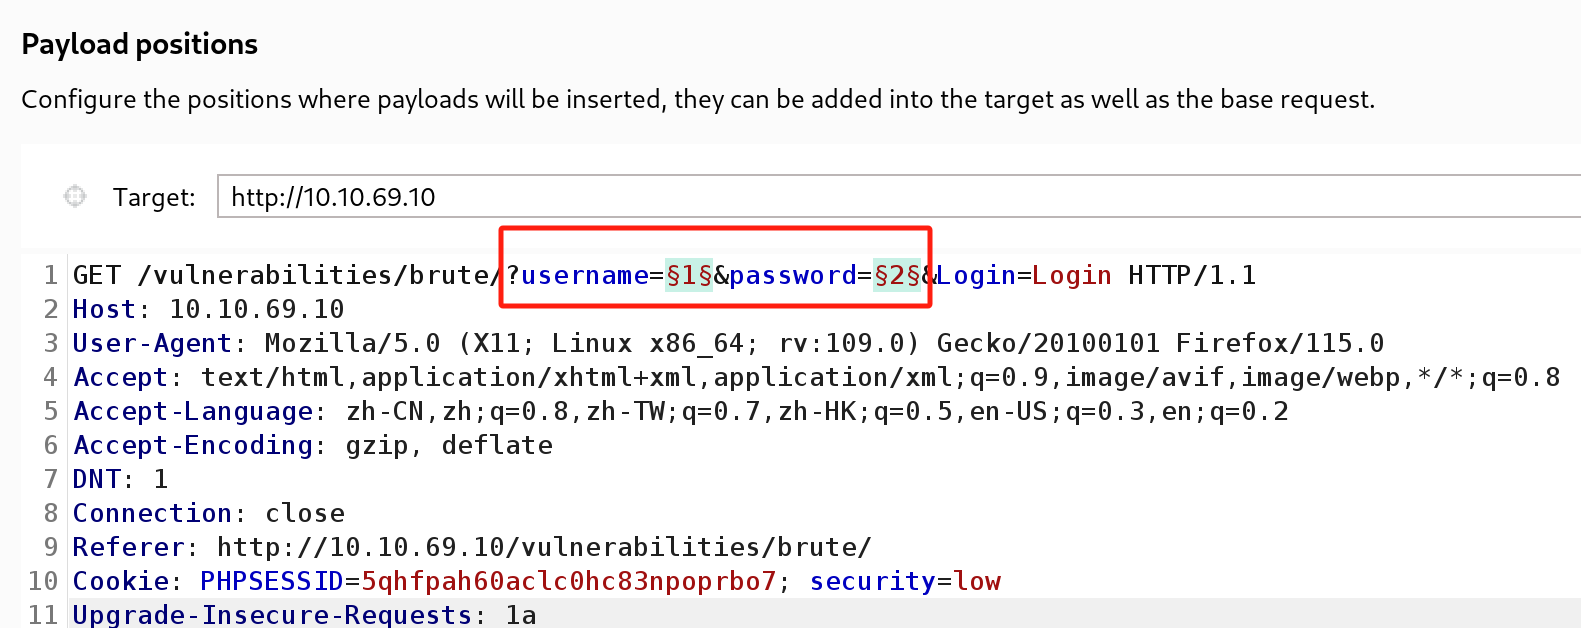 Payload positions
Configure the positions where payloads will be inserted, they can be added into the target as well as the base request.
Target: http://10.10.69.10
1 GET /vulnerabilities/brute/?username=§1§&password=§2§&Login=Login HTTP/1.1
2 Host: 10.10.69.10
3 User-Agent: Mozilla/5.0 (X11; Linux x86_64; rv:109.0) Gecko/20100101 Firefox/115.0
4 Accept: text/html,application/xhtml+xml,application/xml;q=0.9,image/avif,image/webp,*/*;q=0.8
5 Accept-Language: zh-CN,zh;q=0.8,zh-TW;q=0.7,zh-HK;q=0.5,en-US;q=0.3,en;q=0.2
6 Accept-Encoding: gzip, deflate
7 DNT: 1
8 Connection: close
9 Referer: http://10.10.69.10/vulnerabilities/brute/
10 Cookie: PHPSESSID=5qhfpah60aclc0hc83npoprbo7; security=low
11 Upgrade-Insecure-Requests: 1a